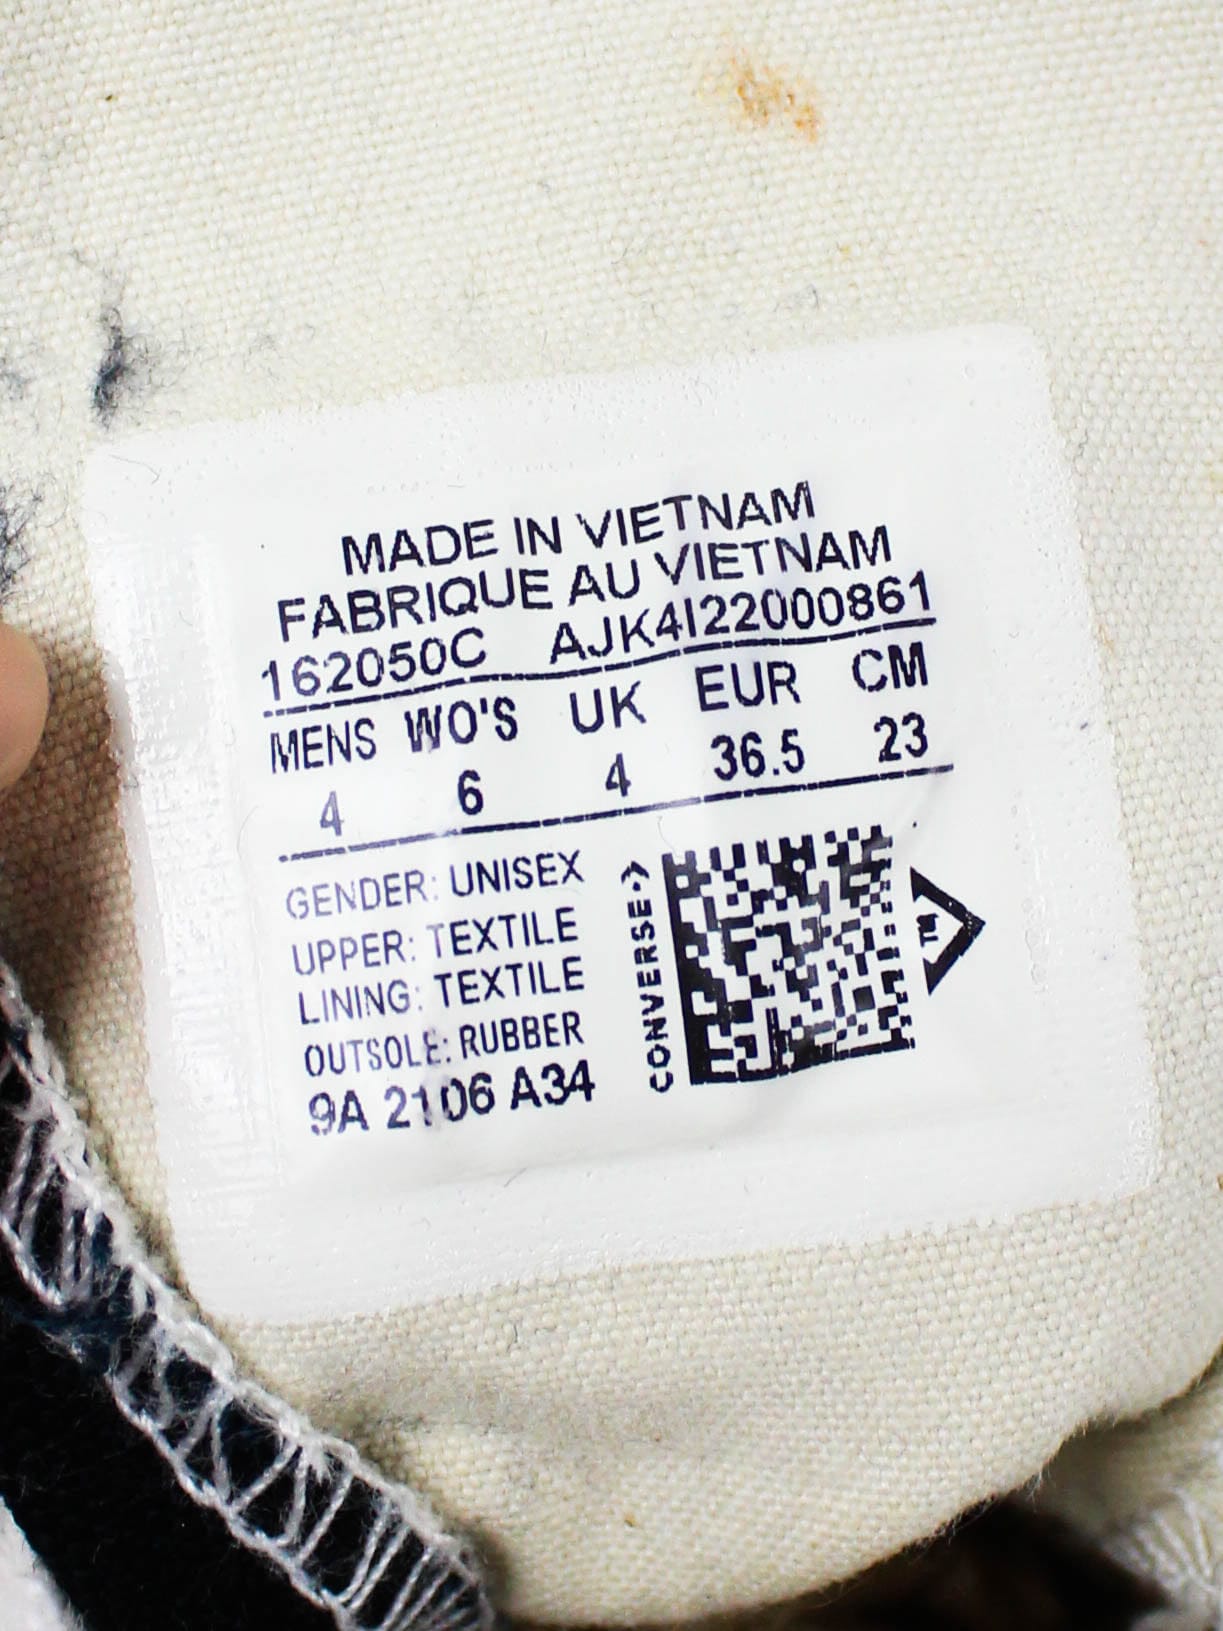 MADE IN VIETNAM
FABRIQUE AU VIETNAM
162050C AJK4I22000861
MENS WO'S UK EUR CM
4 6 4 36.5 23
GENDER: UNISEX
UPPER: TEXTILE
LINING: TEXTILE
OUTSOLE: RUBBER
9A 2106 A34
CONVERSE
TM